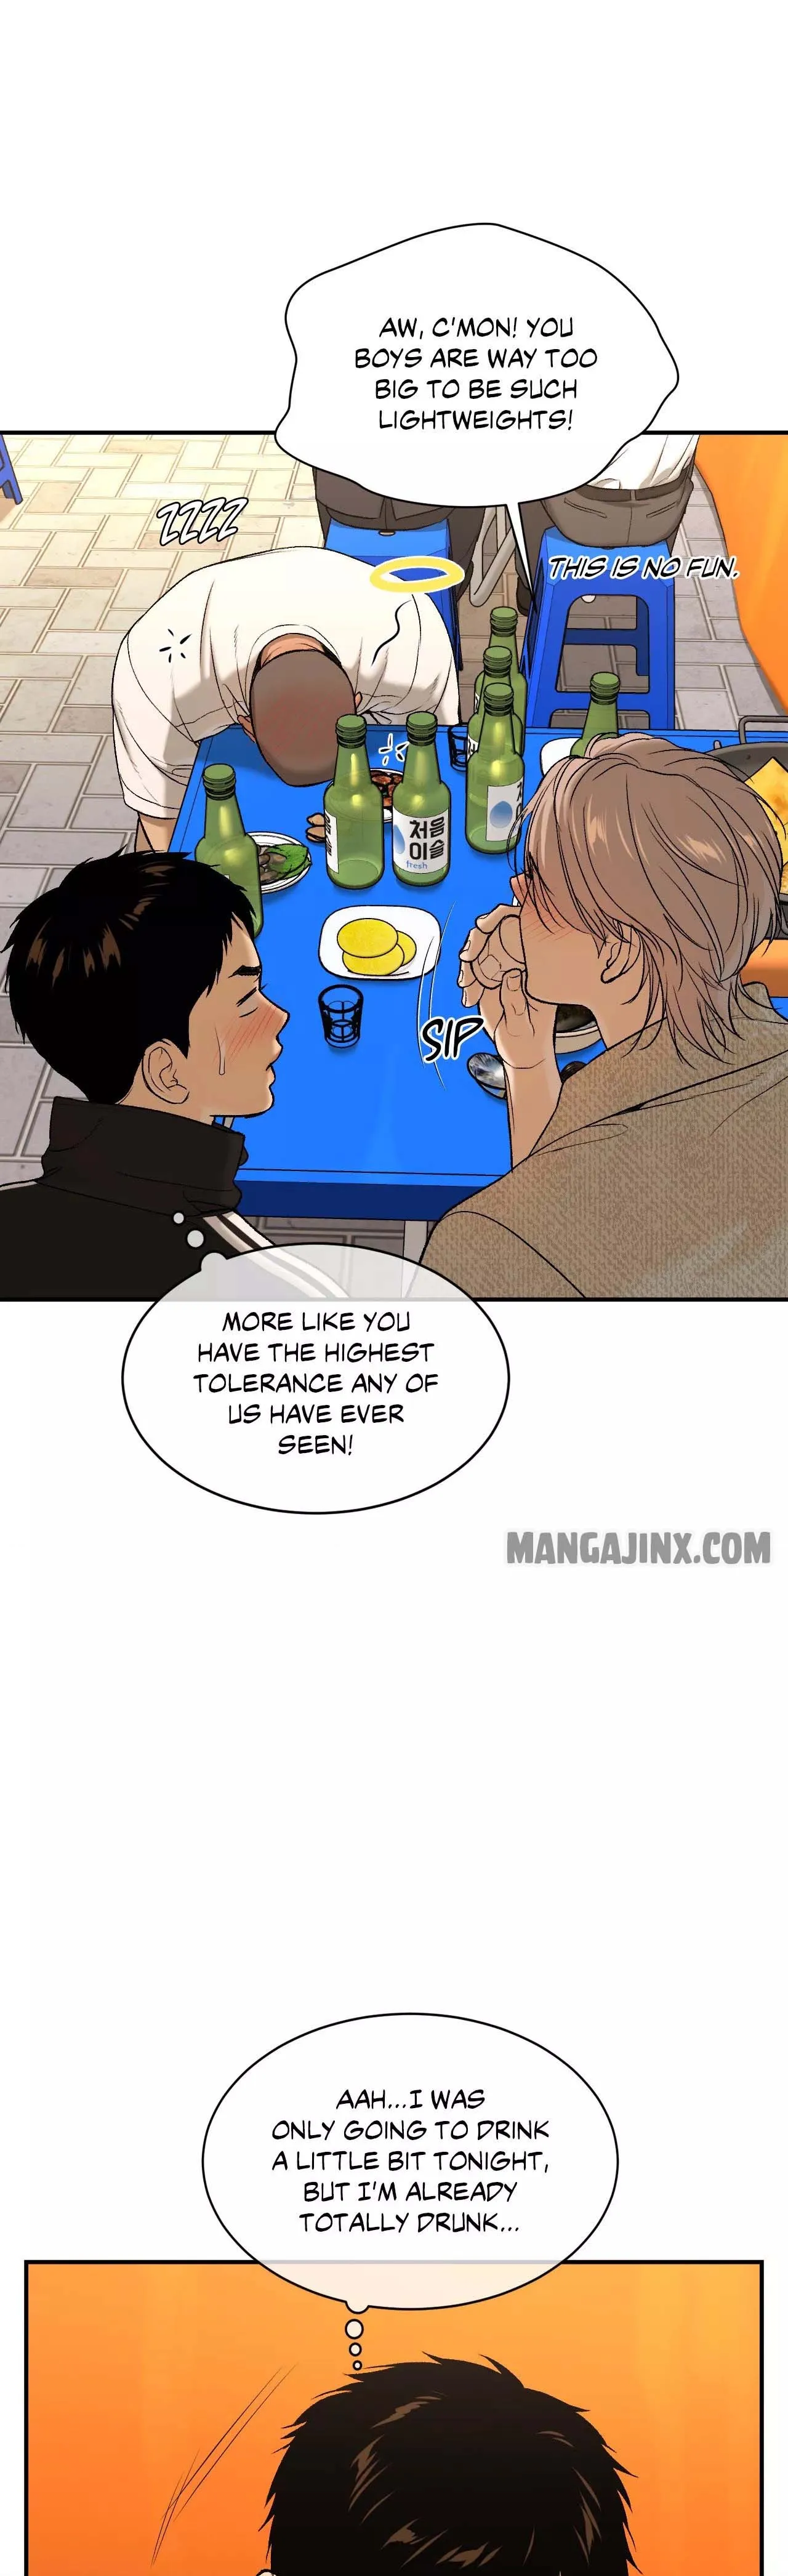 AW, C'MON! YOU
BOYS ARE WAY TOO
BIG TO BE SUCH
LIGHTWEIGHTS!
ZZZZ
THIS IS NO FUN.
처음
이슬
fresh
SIP
MORE LIKE YOU
HAVE THE HIGHEST
TOLERANCE ANY OF
US HAVE EVER
SEEN!
MANGAJINX.COM
AAH...I WAS
ONLY GOING TO DRINK
A LITTLE BIT TONIGHT,
BUT I'M ALREADY
TOTALLY DRUNK...